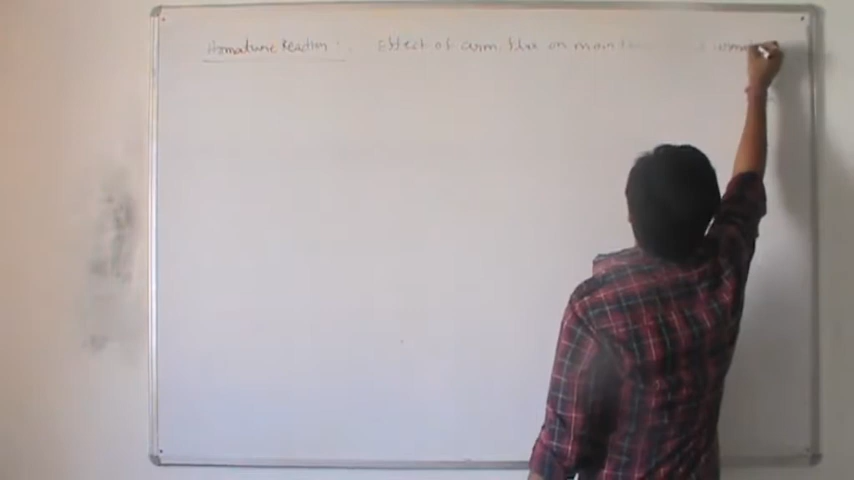 Armature Reaction :- Effect of arm. flux on main